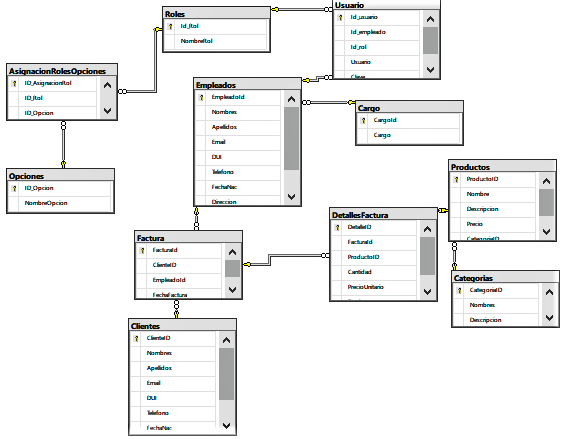 Roles
Id_Rol
NombreRol
Usuario
Id_usuario
Id_empleado
Id_rol
Usuario
Clave
AsignacionRolesOpciones
ID_AsignacionRol
ID_Rol
ID_Opcion
Empleados
EmpleadoId
Nombres
Apelidos
Email
DUI
Telefono
FechaNac
Direccion
Cargo
CargoId
Cargo
Opciones
ID_Opcion
NombreOpcion
Productos
ProductoID
Nombre
Descripcion
Precio
CategoriaID
DetallesFactura
DetalleID
FacturaId
ProductoID
Cantidad
PrecioUnitario
Factura
FacturaId
ClienteID
EmpleadoId
FechaFactura
Categorias
CategoriaID
Nombres
Descripcion
Clientes
ClienteID
Nombres
Apelidos
Email
DUI
Telefono
FechaNac